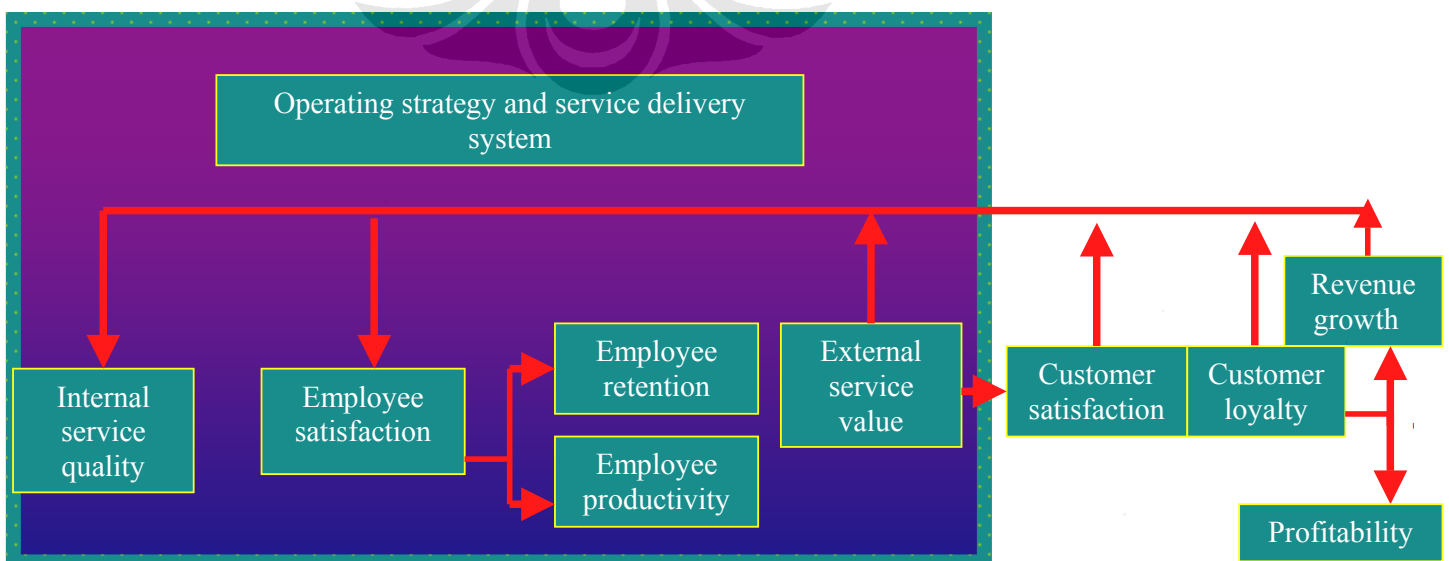 Operating strategy and service delivery
system
Internal
service
quality
Employee
satisfaction
Employee
retention
Employee
productivity
External
service
value
Customer
satisfaction
Customer
loyalty
Revenue
growth
Profitability